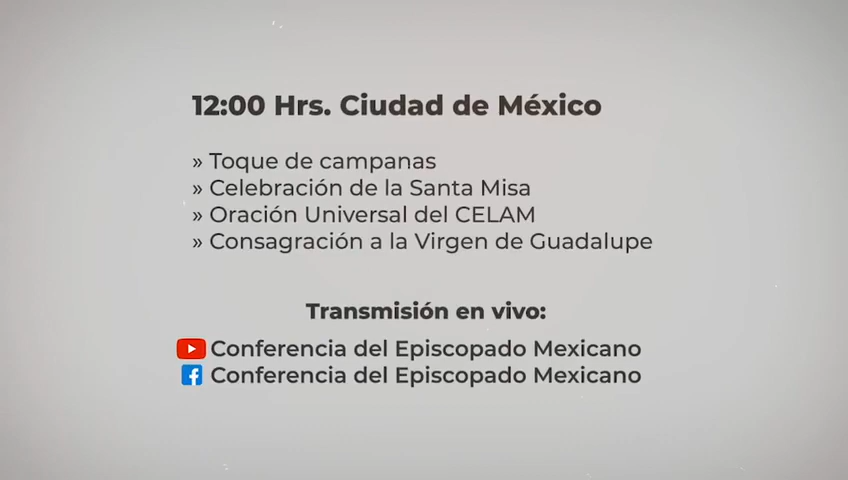 12:00 Hrs. Ciudad de México
» Toque de campanas
» Celebración de la Santa Misa
» Oración Universal del CELAM
» Consagración a la Virgen de Guadalupe
Transmisión en vivo:
Conferencia del Episcopado Mexicano
Conferencia del Episcopado Mexicano